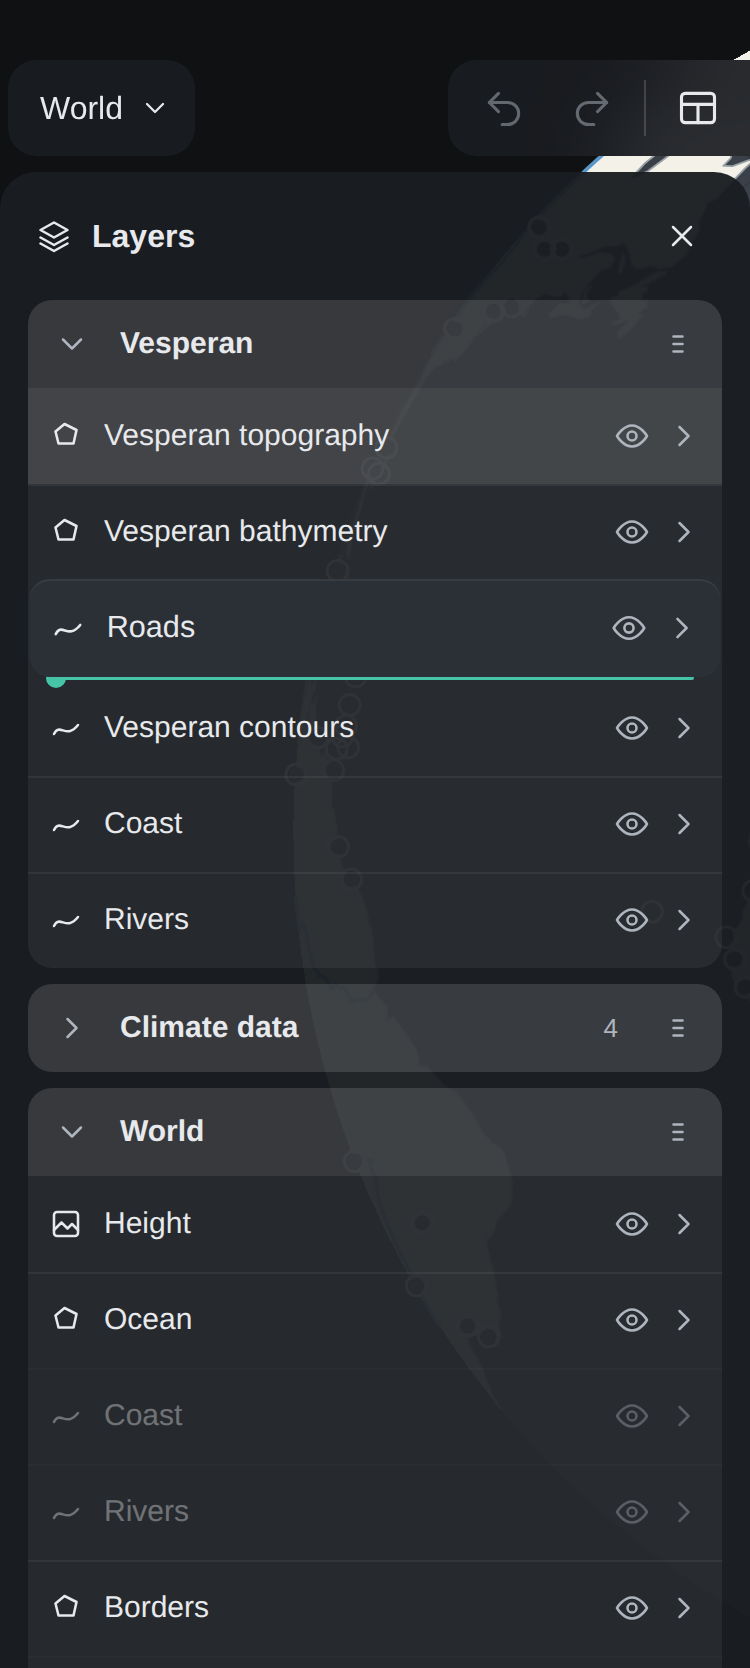 World
Layers
Vesperan
Vesperan topography
Vesperan bathymetry
Roads
Vesperan contours
Coast
Rivers
Climate data 4
World
Height
Ocean
Coast
Rivers
Borders